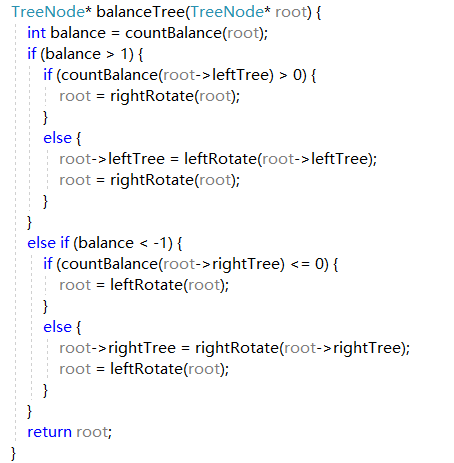 TreeNode* balanceTree(TreeNode* root) {
    int balance = countBalance(root);
    if (balance > 1) {
        if (countBalance(root->leftTree) > 0) {
            root = rightRotate(root);
        }
        else {
            root->leftTree = leftRotate(root->leftTree);
            root = rightRotate(root);
        }
    }
    else if (balance < -1) {
        if (countBalance(root->rightTree) <= 0) {
            root = leftRotate(root);
        }
        else {
            root->rightTree = rightRotate(root->rightTree);
            root = leftRotate(root);
        }
    }
    return root;
}